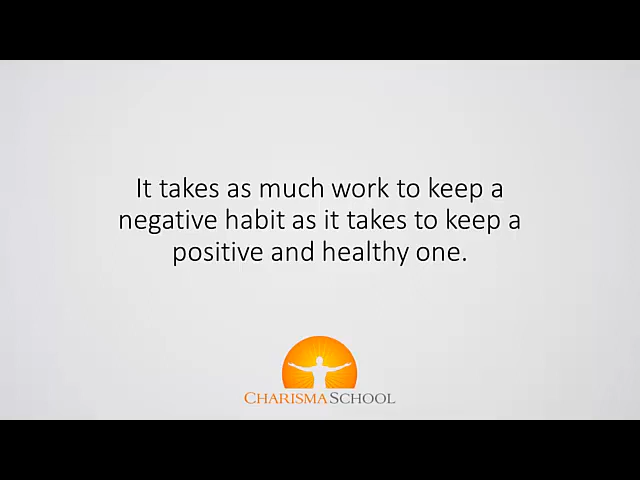 It takes as much work to keep a
negative habit as it takes to keep a
positive and healthy one.
CHARISMASCHOOL